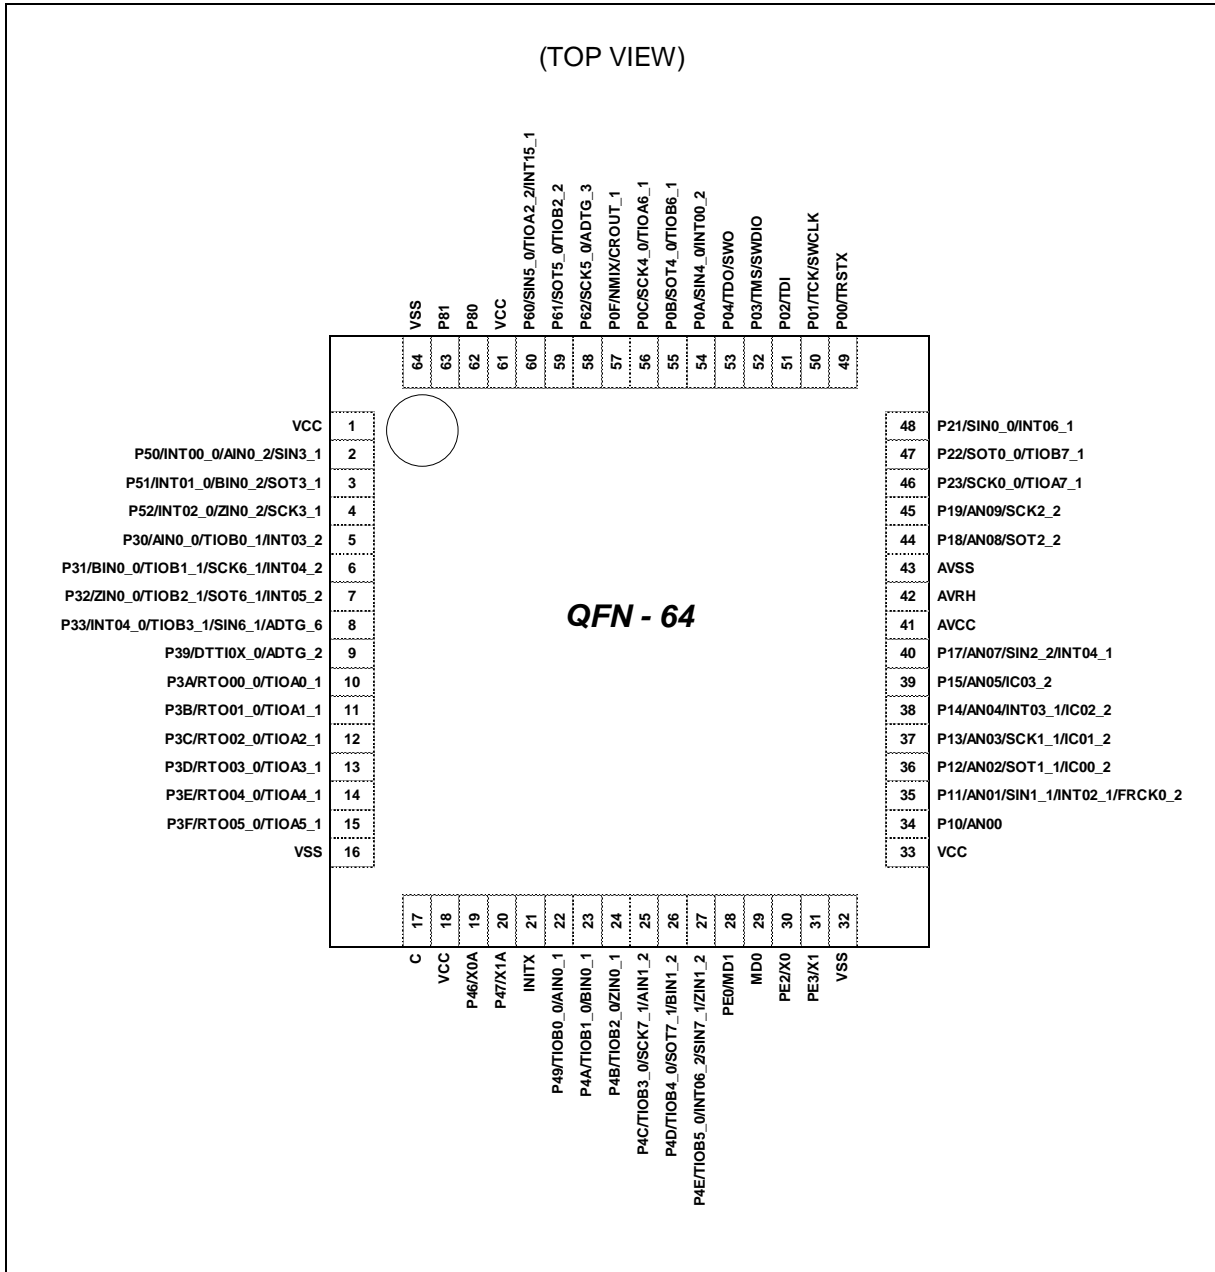 (TOP VIEW)
VSS
P81
P80
VCC
P60/SIN5_0/TIOA2_2/INT15_1
P61/SOT5_0/TIOB2_2
P62/SCK5_0/ADTG_3
P0F/NMIX/CROUT_1
P0C/SCK4_0/TIOA6_1
P0B/SOT4_0/TIOB6_1
P0A/SIN4_0/INT00_2
P04/TDO/SWO
P03/TMS/SWDIO
P02/TDI
P01/TCK/SWCLK
P00/TRSTX
64
63
62
61
60
59
58
57
56
55
54
53
52
51
50
49
VCC 1
P50/INT00_0/AIN0_2/SIN3_1 2
P51/INT01_0/BIN0_2/SOT3_1 3
P52/INT02_0/ZIN0_2/SCK3_1 4
P30/AIN0_0/TIOB0_1/INT03_2 5
P31/BIN0_0/TIOB1_1/SCK6_1/INT04_2 6
P32/ZIN0_0/TIOB2_1/SOT6_1/INT05_2 7
P33/INT04_0/TIOB3_1/SIN6_1/ADTG_6 8
P39/DTTI0X_0/ADTG_2 9
P3A/RTO00_0/TIOA0_1 10
P3B/RTO01_0/TIOA1_1 11
P3C/RTO02_0/TIOA2_1 12
P3D/RTO03_0/TIOA3_1 13
P3E/RTO04_0/TIOA4_1 14
P3F/RTO05_0/TIOA5_1 15
VSS 16
QFN - 64
48 P21/SIN0_0/INT06_1
47 P22/SOT0_0/TIOB7_1
46 P23/SCK0_0/TIOA7_1
45 P19/AN09/SCK2_2
44 P18/AN08/SOT2_2
43 AVSS
42 AVRH
41 AVCC
40 P17/AN07/SIN2_2/INT04_1
39 P15/AN05/IC03_2
38 P14/AN04/INT03_1/IC02_2
37 P13/AN03/SCK1_1/IC01_2
36 P12/AN02/SOT1_1/IC00_2
35 P11/AN01/SIN1_1/INT02_1/FRCK0_2
34 P10/AN00
33 VCC
17
18
19
20
21
22
23
24
25
26
27
28
29
30
31
32
C
VCC
P46/X0A
P47/X1A
INITX
P49/TIOB0_0/AIN0_1
P4A/TIOB1_0/BIN0_1
P4B/TIOB2_0/ZIN0_1
P4C/TIOB3_0/SCK7_1/AIN1_2
P4D/TIOB4_0/SOT7_1/BIN1_2
P4E/TIOB5_0/INT06_2/SIN7_1/ZIN1_2
PE0/MD1
MD0
PE2/X0
PE3/X1
VSS